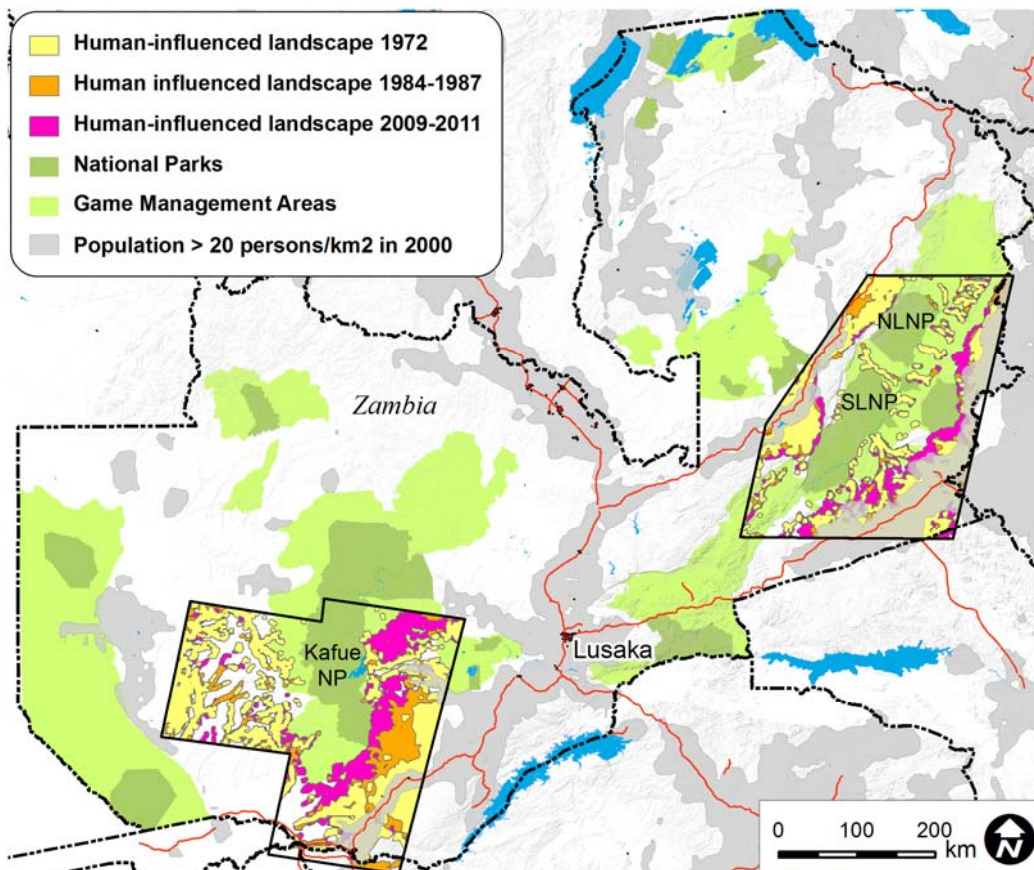 Human-influenced landscape 1972
Human influenced landscape 1984-1987
Human-influenced landscape 2009-2011
National Parks
Game Management Areas
Population > 20 persons/km2 in 2000
NLNP
SLNP
Zambia
Kafue
NP
Lusaka
0 100 200
km